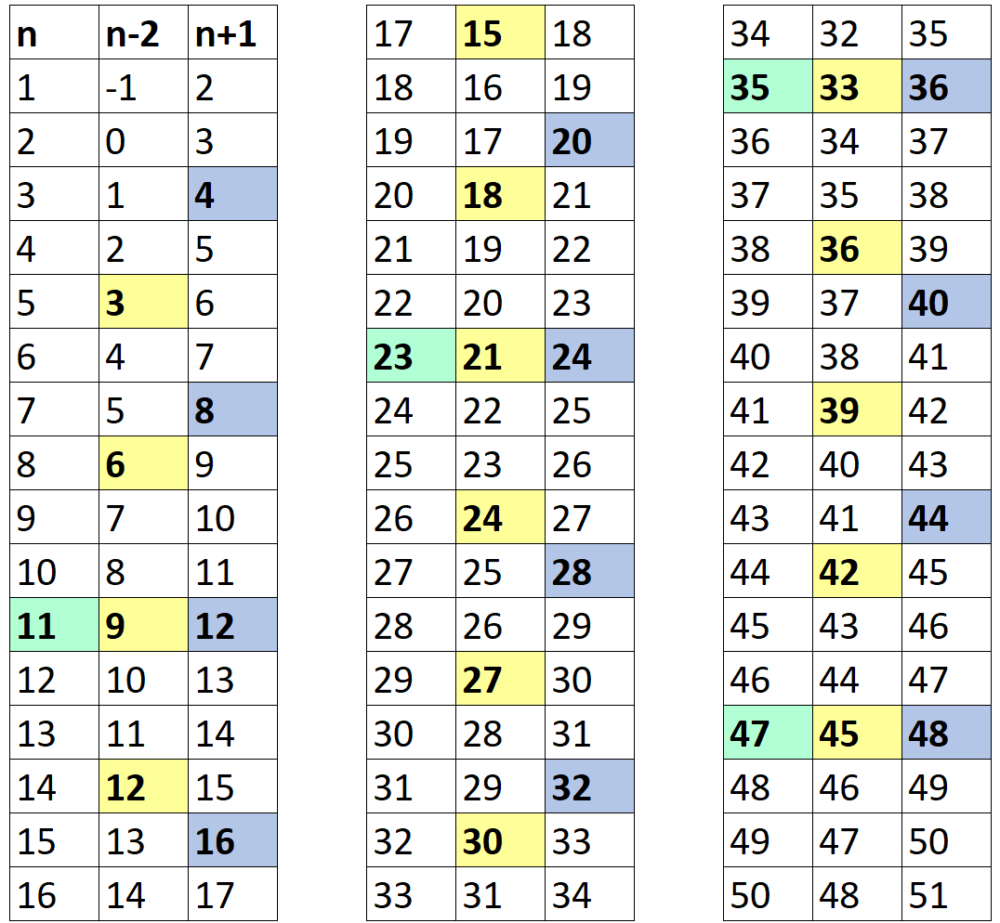 n n-2 n+1
1 -1 2
2 0 3
3 1 4
4 2 5
5 3 6
6 4 7
7 5 8
8 6 9
9 7 10
10 8 11
11 9 12
12 10 13
13 11 14
14 12 15
15 13 16
16 14 17
17 15 18
18 16 19
19 17 20
20 18 21
21 19 22
22 20 23
23 21 24
24 22 25
25 23 26
26 24 27
27 25 28
28 26 29
29 27 30
30 28 31
31 29 32
32 30 33
33 31 34
34 32 35
35 33 36
36 34 37
37 35 38
38 36 39
39 37 40
40 38 41
41 39 42
42 40 43
43 41 44
44 42 45
45 43 46
46 44 47
47 45 48
48 46 49
49 47 50
50 48 51